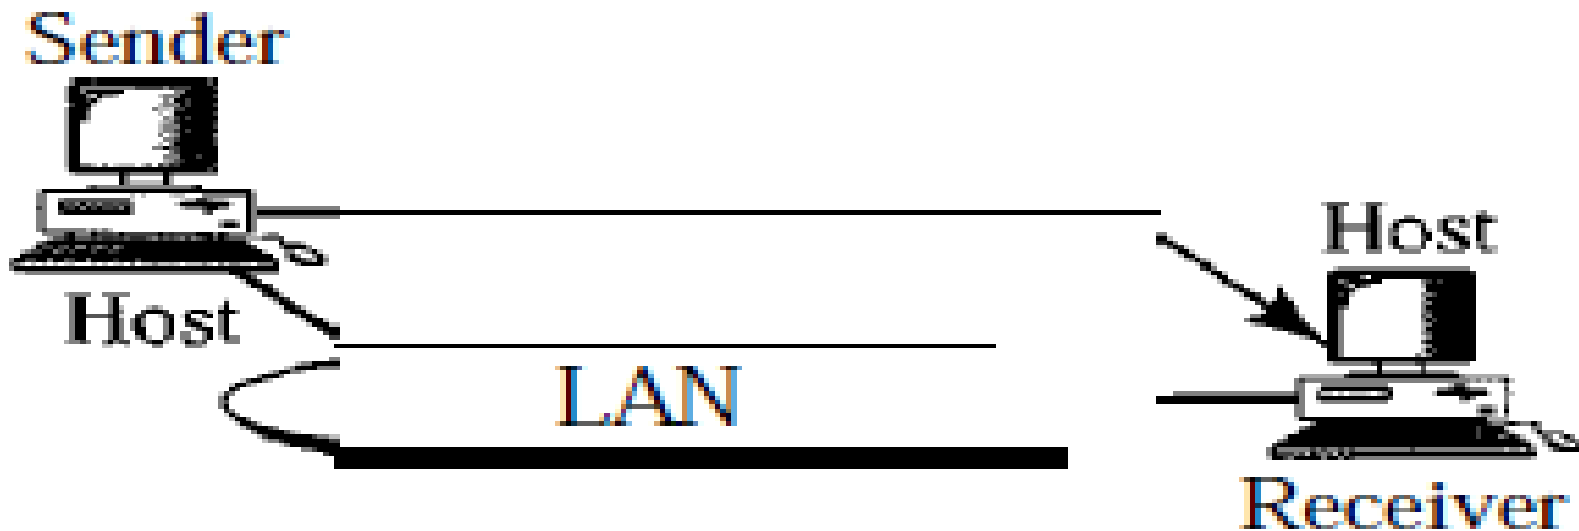 Sender
Host
Host
LAN
Receiver